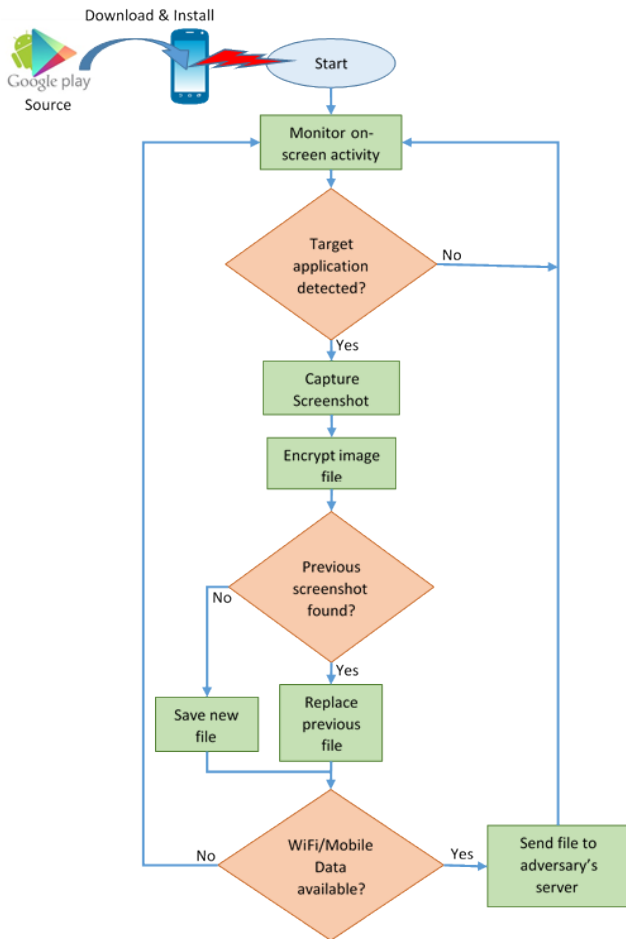 Download & Install
Google play
Source
Start
Monitor on-
screen activity
Target
application
detected?
No
Yes
Capture
Screenshot
Encrypt image
file
Previous
screenshot
found?
No
Yes
Save new
file
Replace
previous
file
WiFi/Mobile
Data
available?
No
Yes
Send file to
adversary's
server